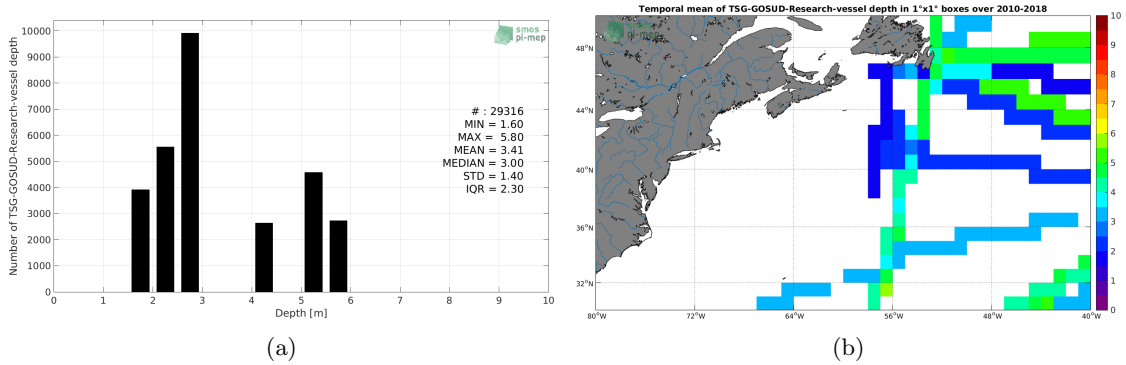 smos
pi-mep
Number of TSG-GOSUD-Research-vessel depth
10400
10000
9000
8000
7000
6000
5000
4000
3000
2000
1000
0
# : 29316
MIN = 1.60
MAX = 5.80
MEAN = 3.41
MEDIAN = 3.00
STD = 1.40
IQR = 2.30
0 1 2 3 4 5 6 7 8 9 10
Depth [m]
(a)
Temporal mean of TSG-GOSUD-Research-vessel depth in 1°x1° boxes over 2010-2018
smos
pi-mep
48°N
44°N
40°N
36°N
32°N
80°W 72°W 64°W 56°W 48°W 40°W
10
9
8
7
6
5
4
3
2
1
0
(b)